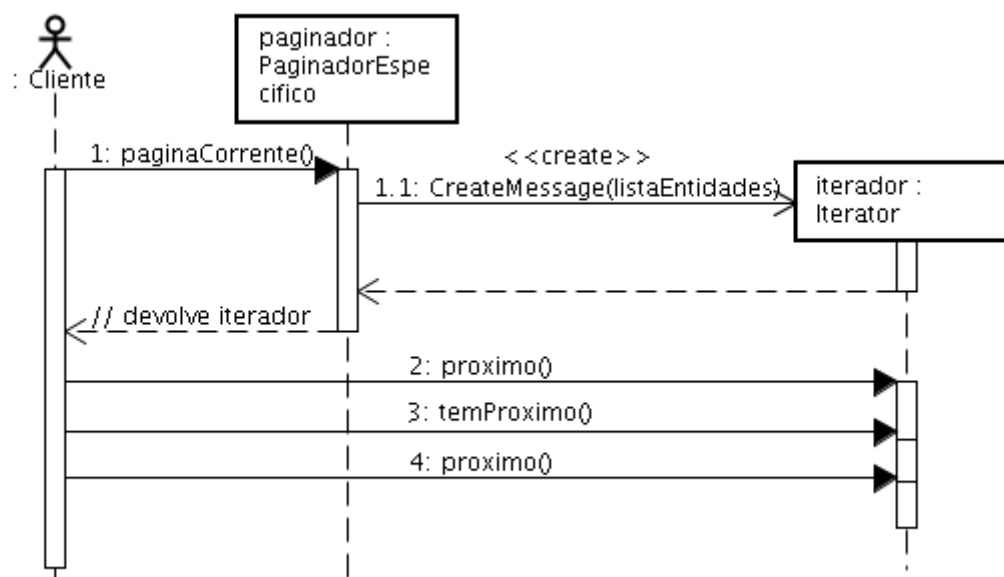 paginador :
PaginadorEspe
cifico
: Cliente
1: paginaCorrente()
<<create>>
1.1: CreateMessage(listaEntidades)
iterador :
Iterator
// devolve iterador
2: proximo()
3: temProximo()
4: proximo()